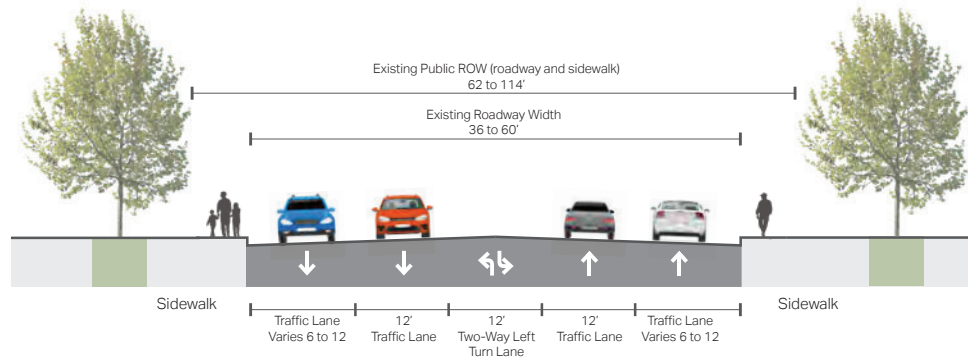 Existing Public ROW (roadway and sidewalk)
62 to 114'
Existing Roadway Width
36 to 60'
Sidewalk
Sidewalk
Traffic Lane
Varies 6 to 12
12'
Traffic Lane
12'
Two-Way Left
Turn Lane
12'
Traffic Lane
Traffic Lane
Varies 6 to 12